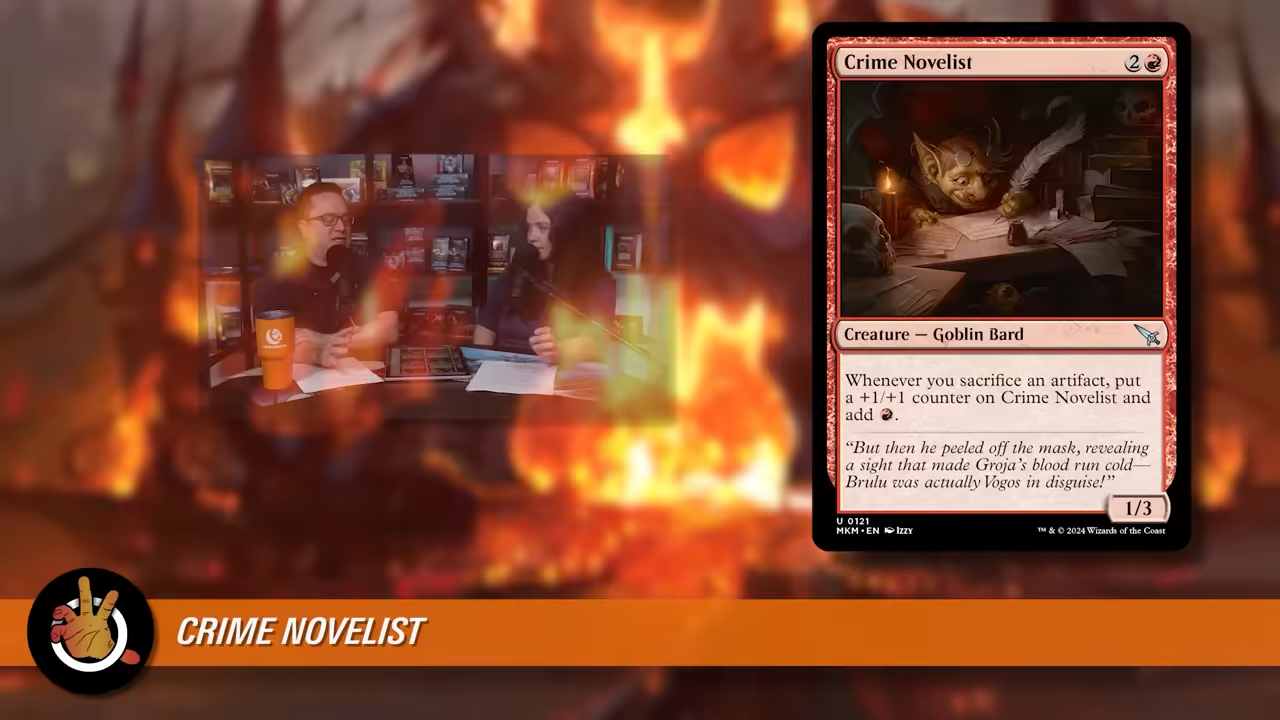 Crime Novelist 2
Creature — Goblin Bard
Whenever you sacrifice an artifact, put
a +1/+1 counter on Crime Novelist and
add .
“But then he peeled off the mask, revealing
a sight that made Groja’s blood run cold—
Brulu was actually Vogos in disguise!”
1/3
U 0121
MKM • EN Izzy
™ & © 2024 Wizards of the Coast
CRIME NOVELIST